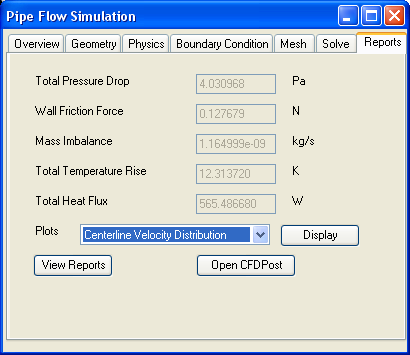 Pipe Flow Simulation
Overview Geometry Physics Boundary Condition Mesh Solve Reports
Total Pressure Drop 4.030968 Pa
Wall Friction Force 0.127679 N
Mass Imbalance 1.164999e-09 kg/s
Total Temperature Rise 12.313720 K
Total Heat Flux 565.486680 W
Plots Centerline Velocity Distribution Display
View Reports Open CFDPost